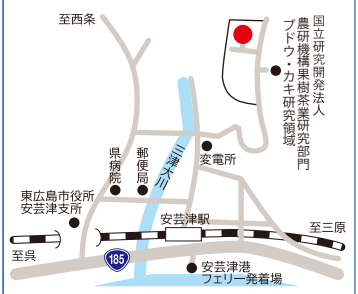 至西条
国立研究開発法人
農研機構果樹茶業研究部門
ブドウ・カキ研究領域
三津大川
変電所
郵便局
県病院
東広島市役所
安芸津支所
安芸津駅
至三原
至呉
185
安芸津港
フェリー発着場